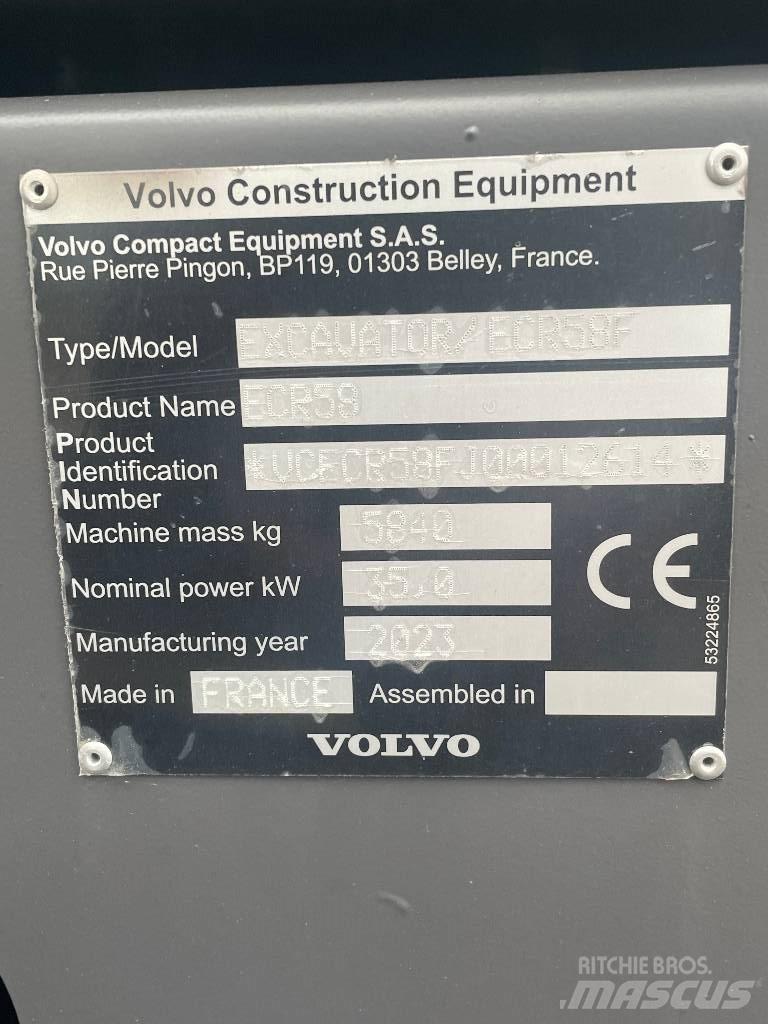 Volvo Construction Equipment
Volvo Compact Equipment S.A.S.
Rue Pierre Pingon, BP119, 01303 Belley, France.
Type/Model EXCAVATOR/ECR58F
Product Name ECR58
Product
Identification *VCECR58FJ00012614*
Number
Machine mass kg 5840
Nominal power kW 35,0
CE
Manufacturing year 2023
53224865
Made in FRANCE Assembled in
VOLVO
RITCHIE BROS.
MASCUS